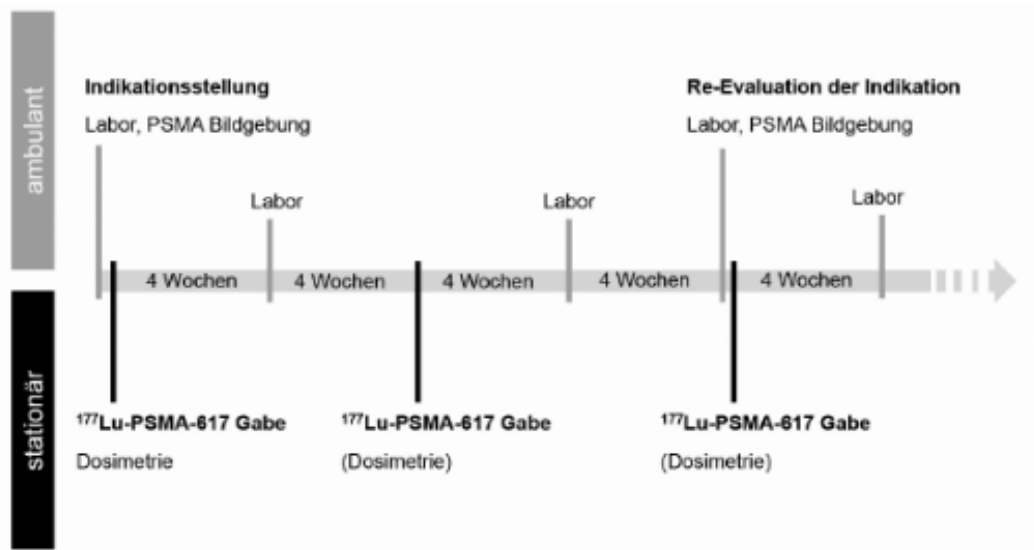 ambulant
Indikationsstellung
Labor, PSMA Bildgebung
Re-Evaluation der Indikation
Labor, PSMA Bildgebung
Labor
Labor
Labor
4 Wochen
4 Wochen
4 Wochen
4 Wochen
4 Wochen
stationär
¹⁷⁷Lu-PSMA-617 Gabe
Dosimetrie
¹⁷⁷Lu-PSMA-617 Gabe
(Dosimetrie)
¹⁷⁷Lu-PSMA-617 Gabe
(Dosimetrie)